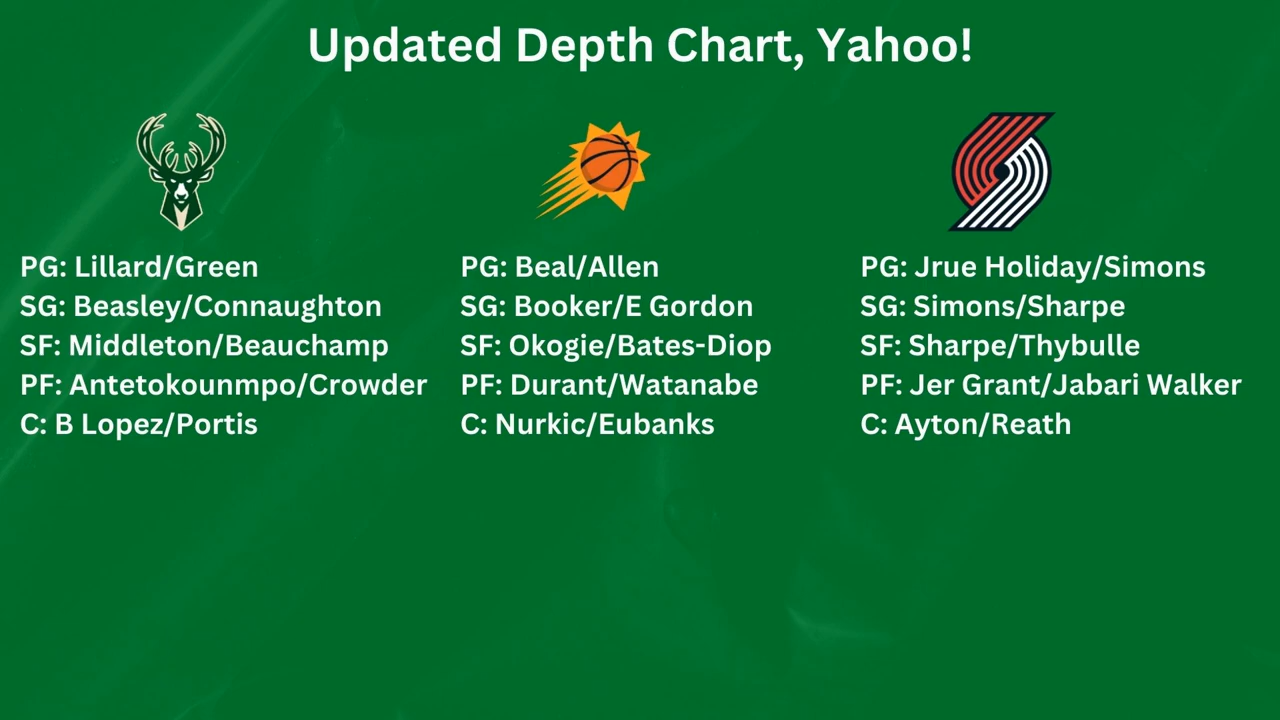 Updated Depth Chart, Yahoo!
PG: Lillard/Green
SG: Beasley/Connaughton
SF: Middleton/Beauchamp
PF: Antetokounmpo/Crowder
C: B Lopez/Portis
PG: Beal/Allen
SG: Booker/E Gordon
SF: Okogie/Bates-Diop
PF: Durant/Watanabe
C: Nurkic/Eubanks
PG: Jrue Holiday/Simons
SG: Simons/Sharpe
SF: Sharpe/Thybulle
PF: Jer Grant/Jabari Walker
C: Ayton/Reath